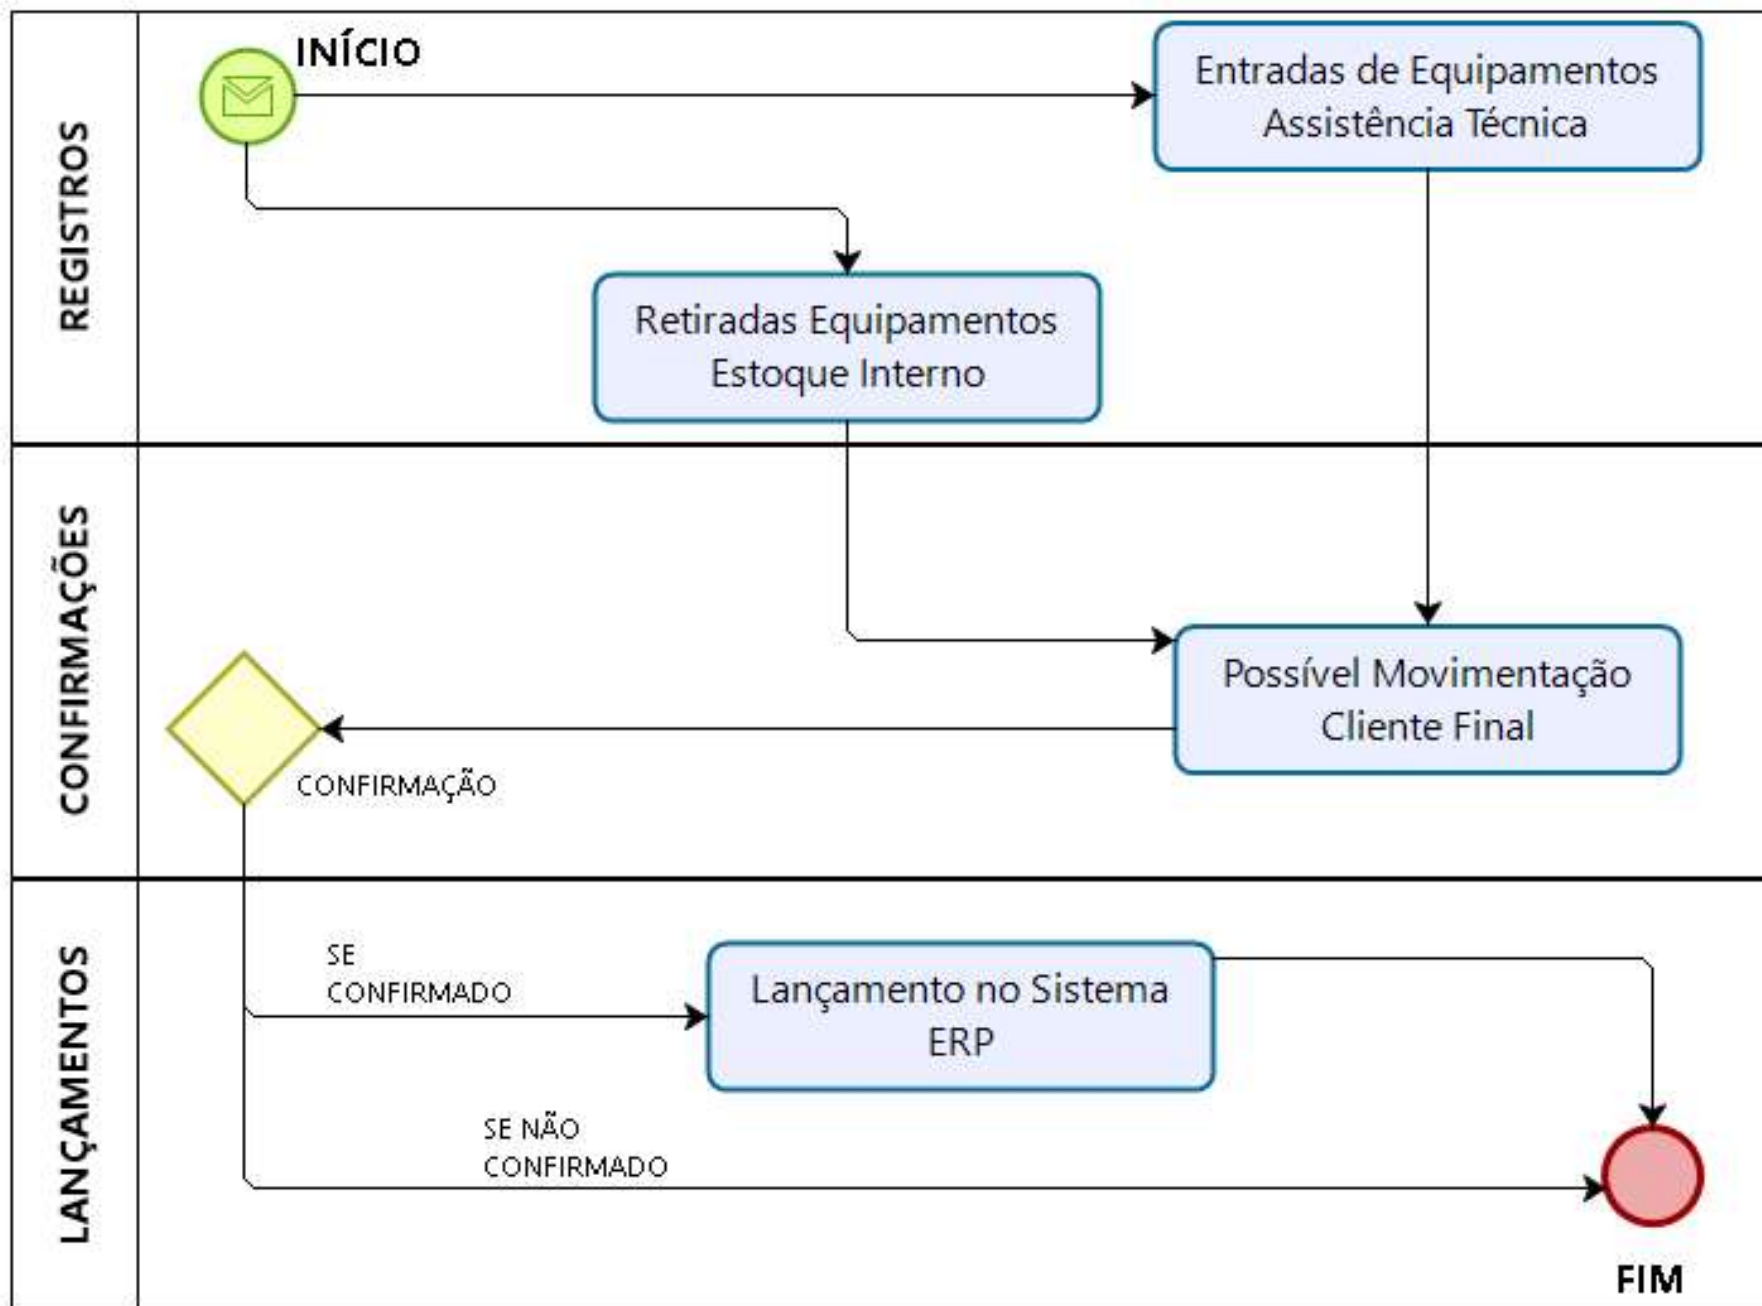 REGISTROS
INÍCIO
Entradas de Equipamentos
Assistência Técnica
Retiradas Equipamentos
Estoque Interno
CONFIRMAÇÕES
Possível Movimentação
Cliente Final
CONFIRMAÇÃO
LANÇAMENTOS
SE
CONFIRMADO
Lançamento no Sistema
ERP
SE NÃO
CONFIRMADO
FIM